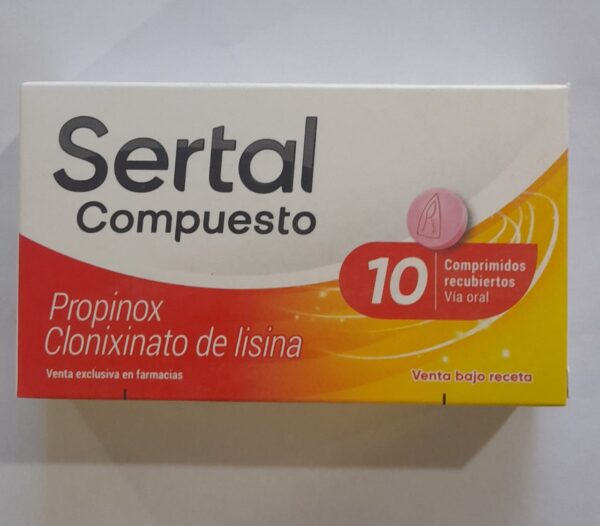 Sertal
Compuesto
10
Comprimidos
recubiertos
Vía oral
Propinox
Clonixinato de lisina
Venta exclusiva en farmacias
Venta bajo receta